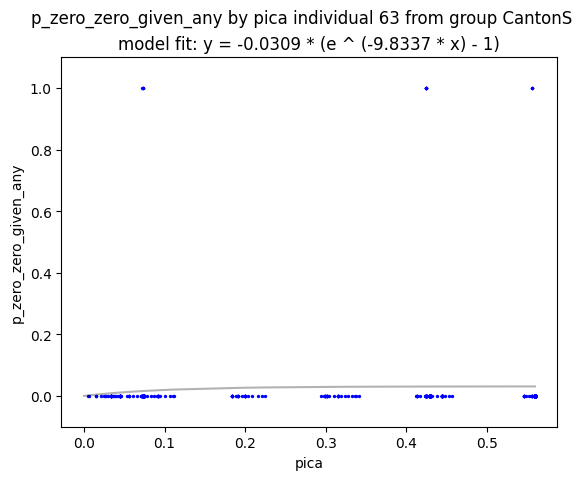 p_zero_zero_given_any by pica individual 63 from group CantonS
model fit: y = -0.0309 * (e ^ (-9.8337 * x) - 1)
p_zero_zero_given_any
1.0
0.8
0.6
0.4
0.2
0.0
0.0 0.1 0.2 0.3 0.4 0.5
pica